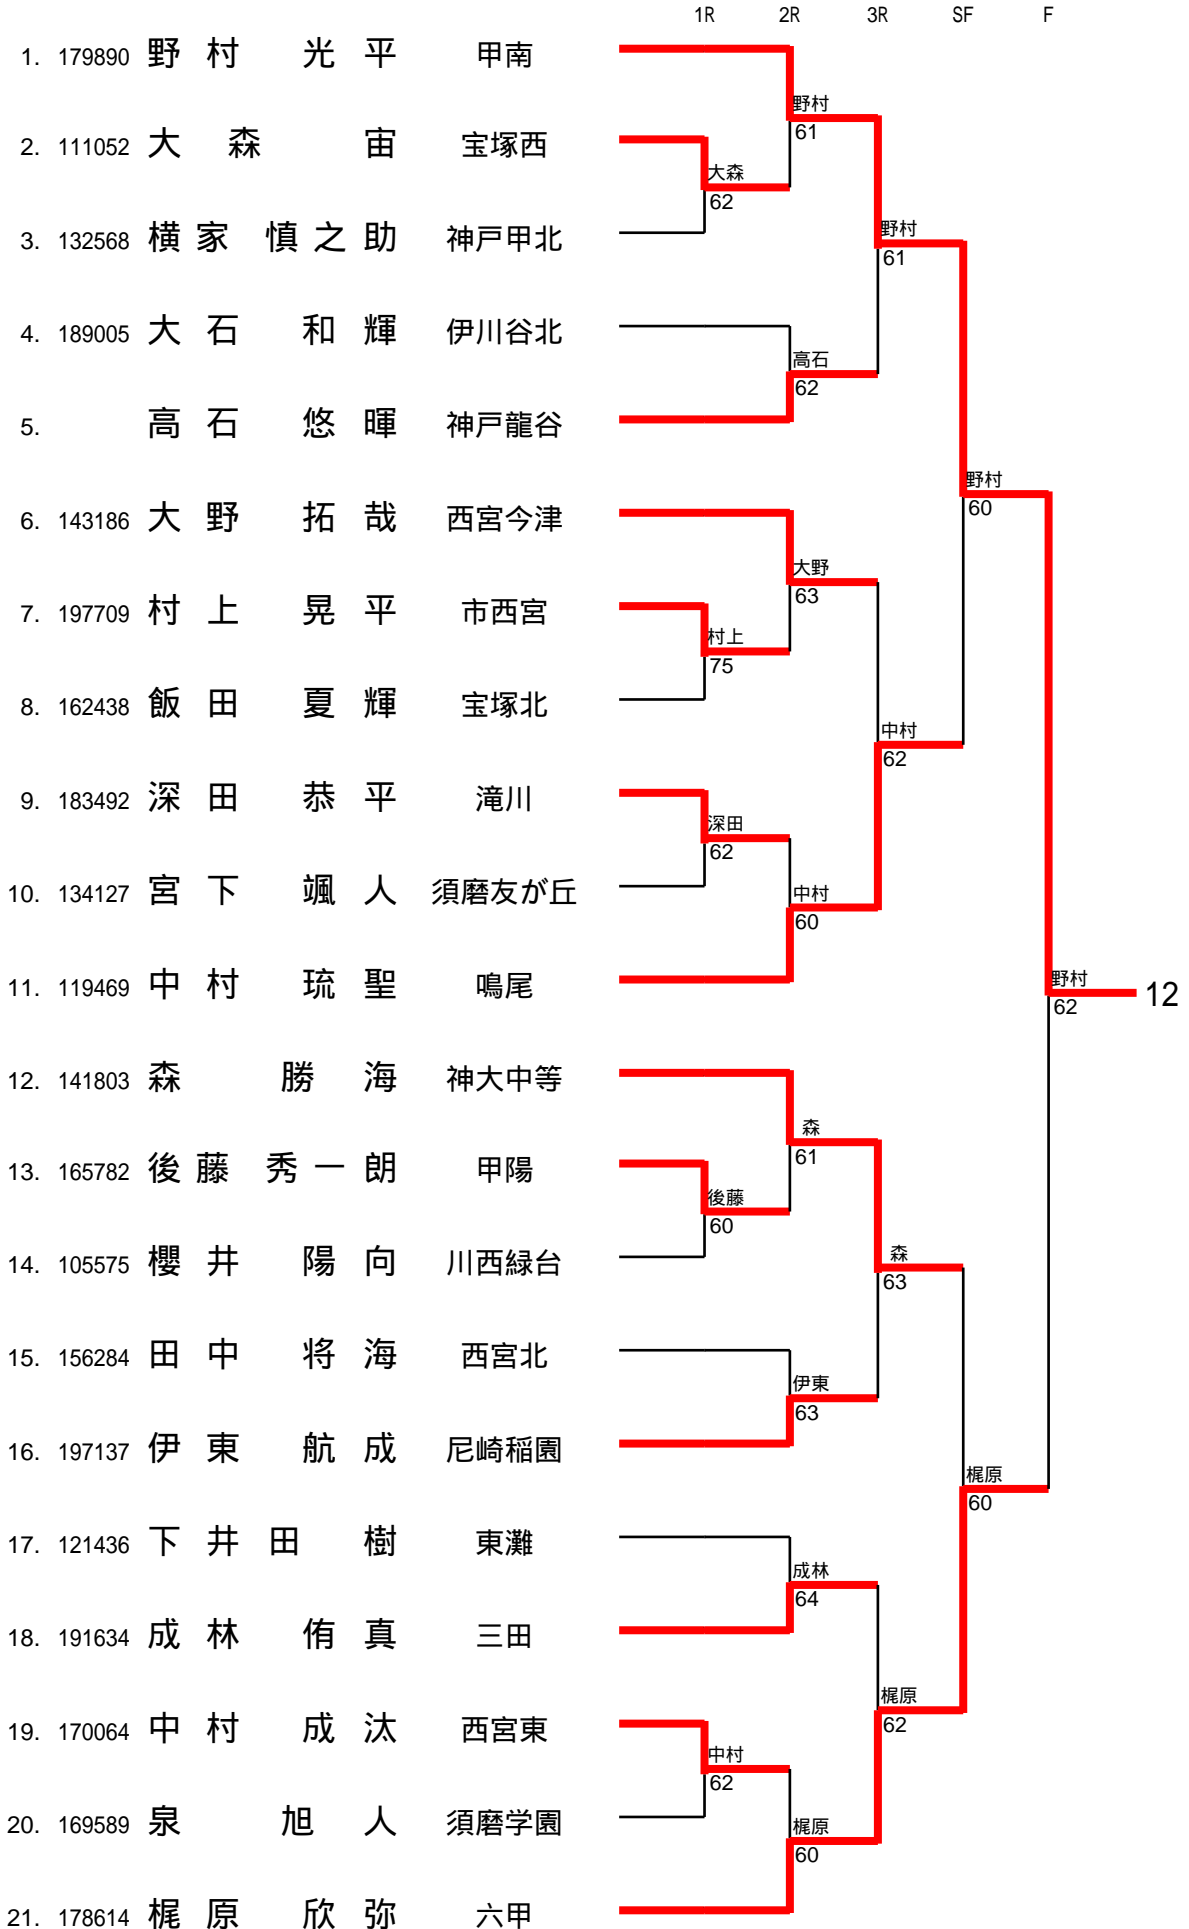 1R 2R 3R SF F
1. 179890 野村 光平 甲南
野村
61
2. 111052 大森 宙 宝塚西
大森
62
3. 132568 横家 慎之助 神戸甲北
野村
61
4. 189005 大石 和輝 伊川谷北
高石
62
5. 高石 悠暉 神戸龍谷
野村
60
6. 143186 大野 拓哉 西宮今津
大野
63
7. 197709 村上 晃平 市西宮
村上
75
8. 162438 飯田 夏輝 宝塚北
中村
62
9. 183492 深田 恭平 滝川
深田
62
10. 134127 宮下 颯人 須磨友が丘
中村
60
11. 119469 中村 琉聖 鳴尾
野村
62
12
12. 141803 森 勝海 神大中等
森
61
13. 165782 後藤 秀一朗 甲陽
後藤
60
14. 105575 櫻井 陽向 川西緑台
森
63
15. 156284 田中 将海 西宮北
伊東
63
16. 197137 伊東 航成 尼崎稲園
梶原
60
17. 121436 下井田 樹 東灘
成林
64
18. 191634 成林 侑真 三田
梶原
62
19. 170064 中村 成汰 西宮東
中村
62
20. 169589 泉 旭人 須磨学園
梶原
60
21. 178614 梶原 欣弥 六甲